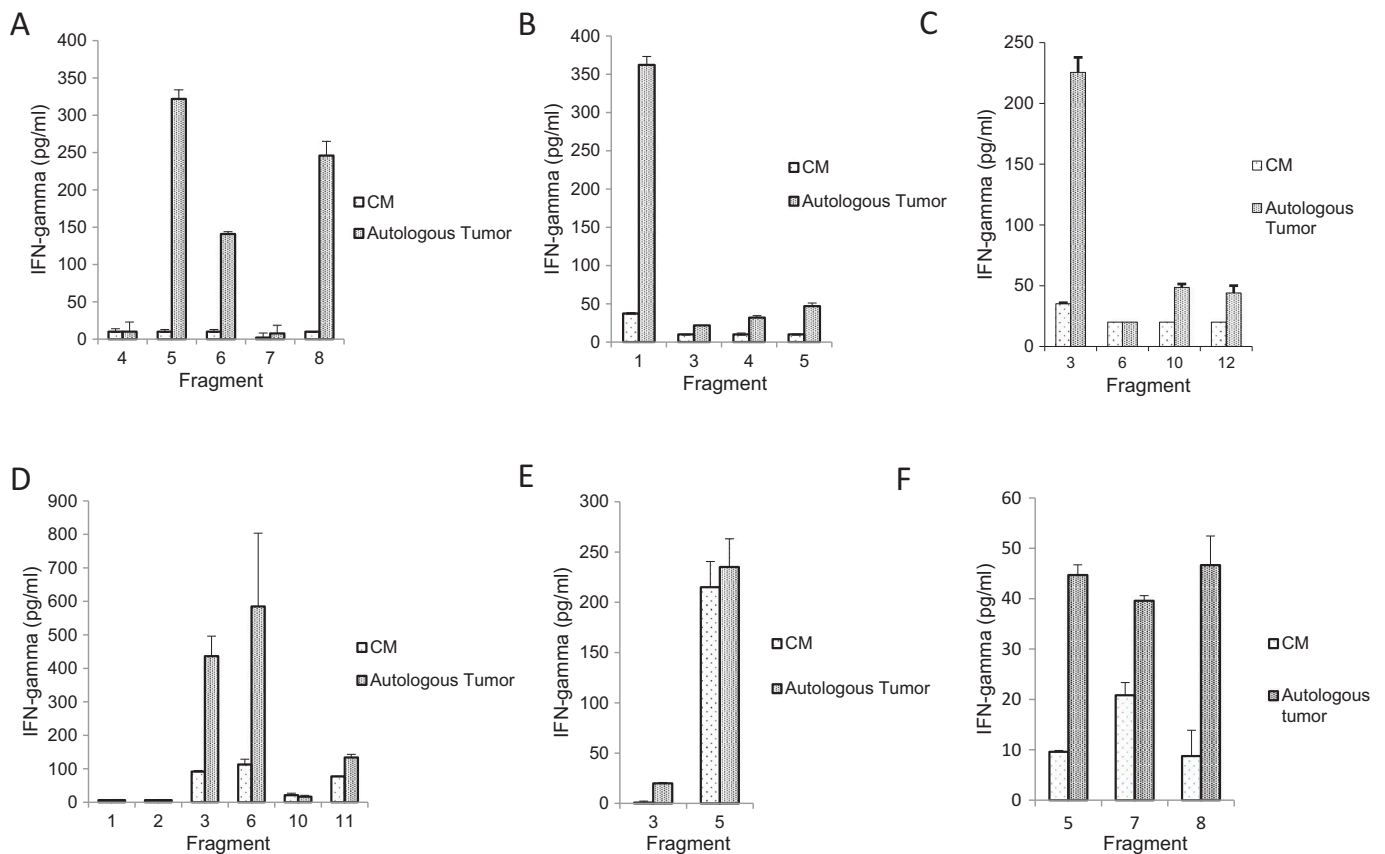 A
IFN-gamma (pg/ml)
400
350
300
250
200
150
100
50
0
4 5 6 7 8
Fragment
CM
Autologous Tumor
B
IFN-gamma (pg/ml)
400
350
300
250
200
150
100
50
0
1 3 4 5
Fragment
CM
Autologous Tumor
C
IFN-gamma (pg/ml)
250
200
150
100
50
0
3 6 10 12
Fragment
CM
Autologous
Tumor
D
IFN-gamma (pg/ml)
900
800
700
600
500
400
300
200
100
0
1 2 3 6 10 11
Fragment
CM
Autologous Tumor
E
IFN-gamma (pg/ml)
300
250
200
150
100
50
0
3 5
Fragment
CM
Autologous Tumor
F
IFN-gamma (pg/ml)
60
50
40
30
20
10
0
5 7 8
Fragment
CM
Autologous
tumor